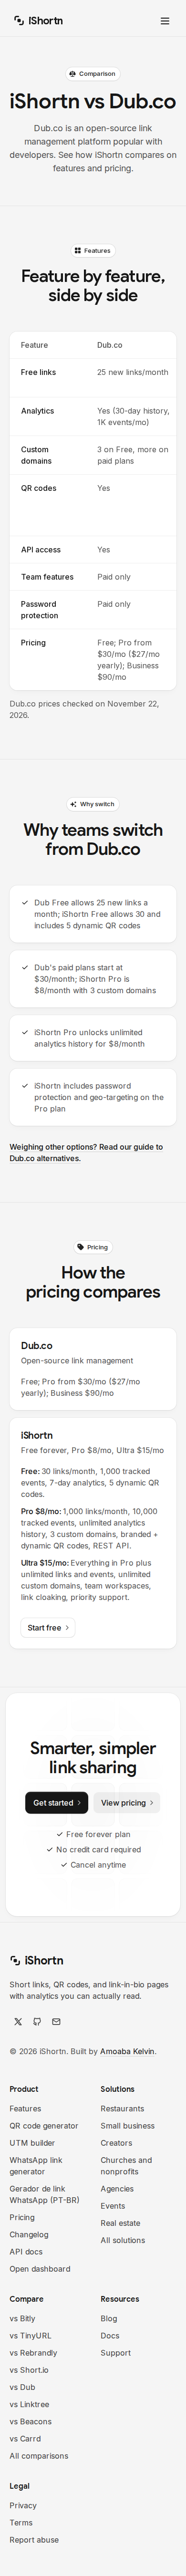 iShortn
Comparison
iShortn vs Dub.co
Dub.co is an open-source link
management platform popular with
developers. See how iShortn compares on
features and pricing.
Features
Feature by feature,
side by side
Feature Dub.co
Free links 25 new links/month
Analytics Yes (30-day history,
1K events/mo)
Custom domains 3 on Free, more on
paid plans
QR codes Yes
API access Yes
Team features Paid only
Password protection Paid only
Pricing Free; Pro from
$30/mo ($27/mo
yearly); Business
$90/mo
Dub.co prices checked on November 22,
2026.
Why switch
Why teams switch
from Dub.co
Dub Free allows 25 new links a
month; iShortn Free allows 30 and
includes 5 dynamic QR codes
Dub's paid plans start at
$30/month; iShortn Pro is
$8/month with 3 custom domains
iShortn Pro unlocks unlimited
analytics history for $8/month
iShortn includes password
protection and geo-targeting on the
Pro plan
Weighing other options? Read our guide to
Dub.co alternatives.
Pricing
How the
pricing compares
Dub.co
Open-source link management
Free; Pro from $30/mo ($27/mo
yearly); Business $90/mo
iShortn
Free forever, Pro $8/mo, Ultra $15/mo
Free: 30 links/month, 1,000 tracked
events, 7-day analytics, 5 dynamic QR
codes.
Pro $8/mo: 1,000 links/month, 10,000
tracked events, unlimited analytics
history, 3 custom domains, branded +
dynamic QR codes, REST API.
Ultra $15/mo: Everything in Pro plus
unlimited links and events, unlimited
custom domains, team workspaces,
link cloaking, priority support.
Start free
Smarter, simpler
link sharing
Get started
View pricing
Free forever plan
No credit card required
Cancel anytime
iShortn
Short links, QR codes, and link-in-bio pages
with analytics you can actually read.
© 2026 iShortn. Built by Amoaba Kelvin.
Product
Features
QR code generator
UTM builder
WhatsApp link
generator
Gerador de link
WhatsApp (PT-BR)
Pricing
Changelog
API docs
Open dashboard
Solutions
Restaurants
Small business
Creators
Churches and
nonprofits
Agencies
Events
Real estate
All solutions
Compare
vs Bitly
vs TinyURL
vs Rebrandly
vs Short.io
vs Dub
vs Linktree
vs Beacons
vs Carrd
All comparisons
Resources
Blog
Docs
Support
Legal
Privacy
Terms
Report abuse